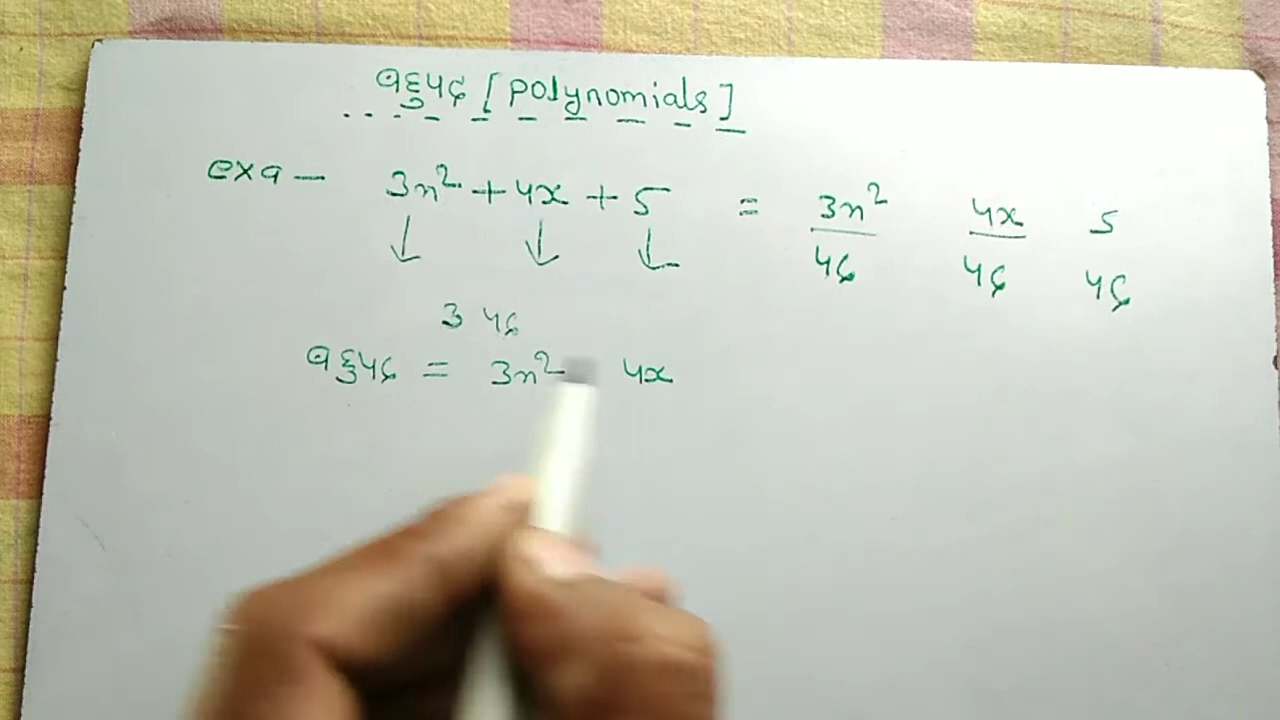 बहुपद [polynomials]
exa - 3x² + 4x + 5 = 3x² 4x 5
पद पद पद
3 पद
बहुपद = 3x² 4x